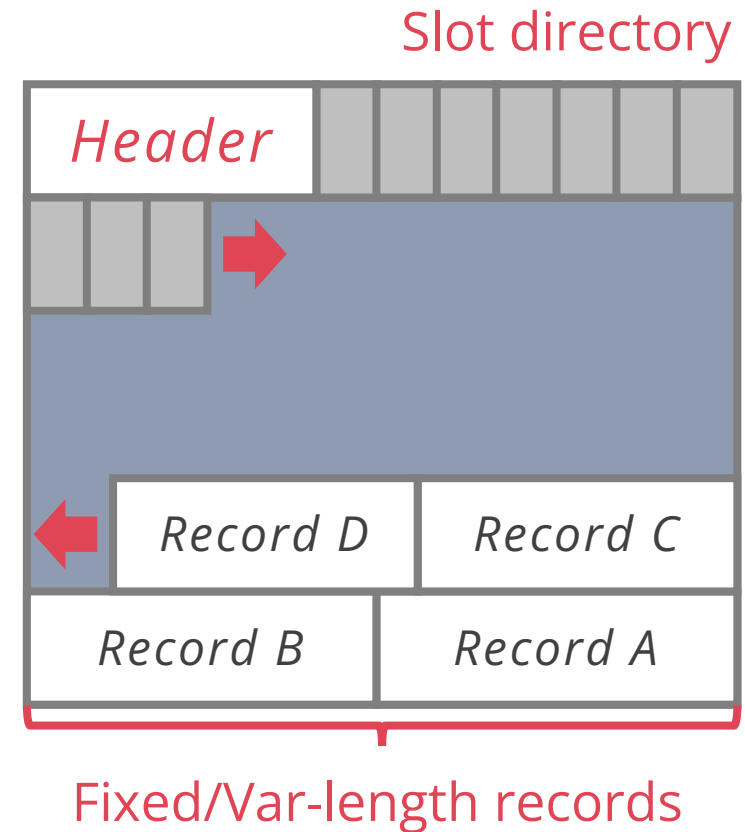 Slot directory
Header
Record D Record C
Record B Record A
Fixed/Var-length records